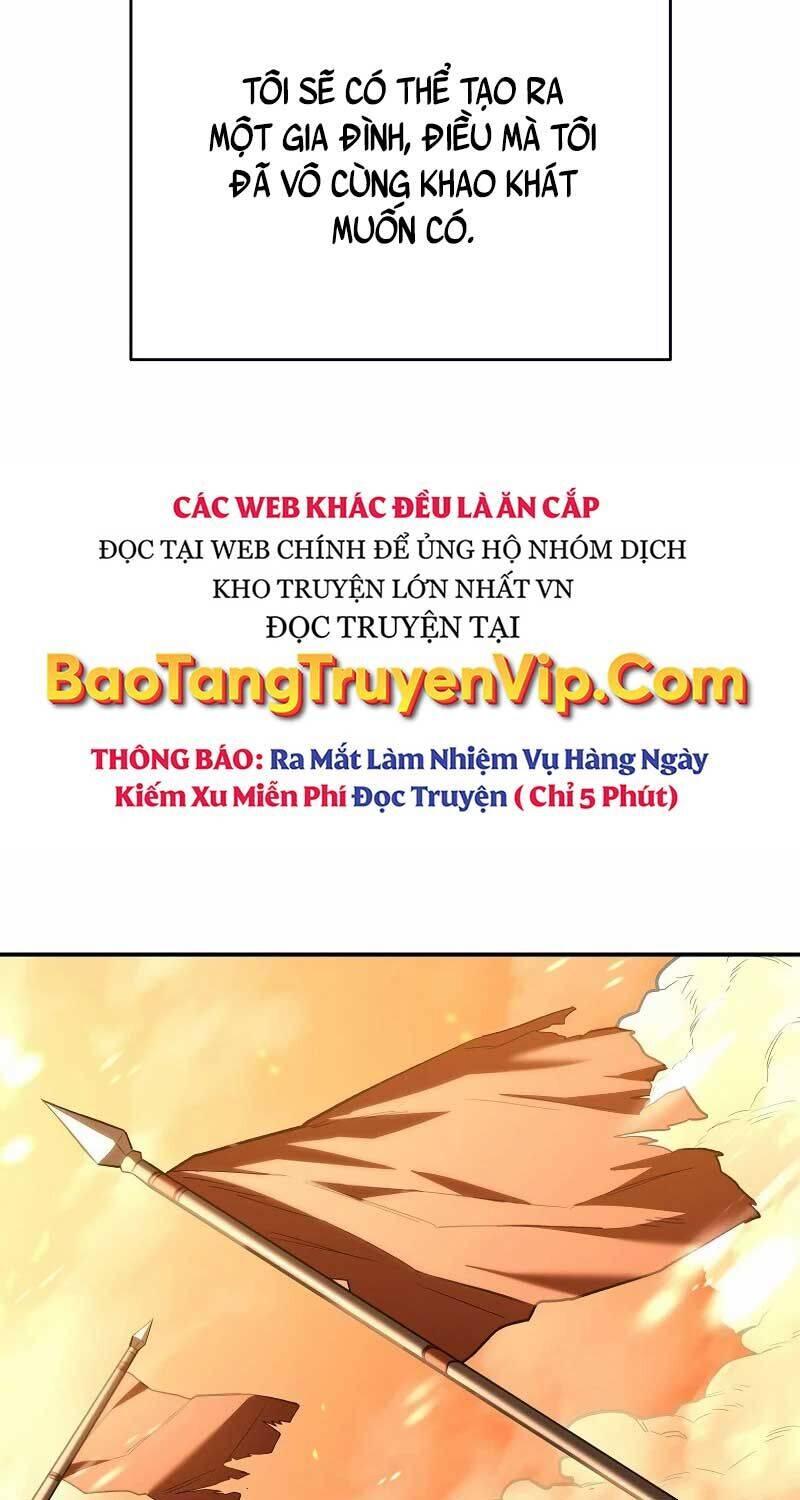 TÔI SẼ CÓ THỂ TẠO RA
MỘT GIA ĐÌNH, ĐIỀU MÀ TÔI
ĐÃ VÔ CÙNG KHAO KHÁT
MUỐN CÓ.
CÁC WEB KHÁC ĐỀU LÀ ĂN CẮP
ĐỌC TẠI WEB CHÍNH ĐỂ ỦNG HỘ NHÓM DỊCH
KHO TRUYỆN LỚN NHẤT VN
ĐỌC TRUYỆN TẠI
BaoTangTruyenVip.Com
THÔNG BÁO: Ra Mắt Làm Nhiệm Vụ Hàng Ngày
Kiếm Xu Miễn Phí Đọc Truyện ( Chỉ 5 Phút)